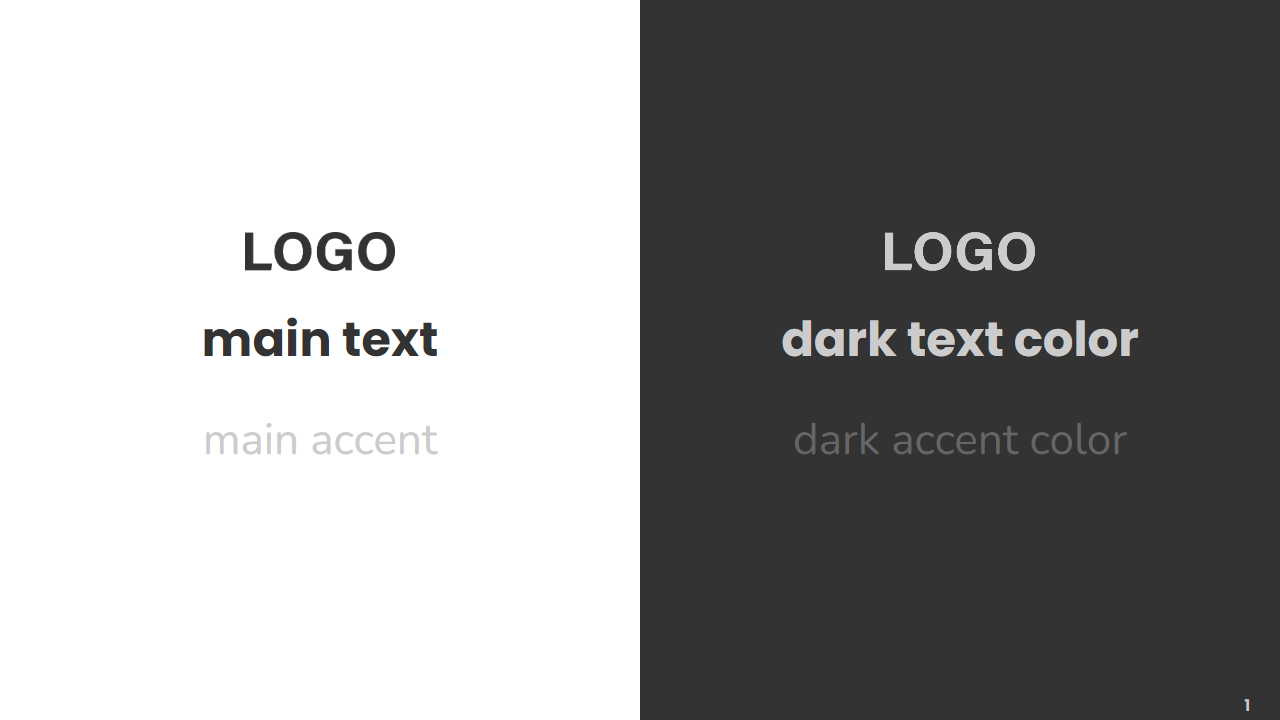 LOGO
main text
main accent
LOGO
dark text color
dark accent color
1